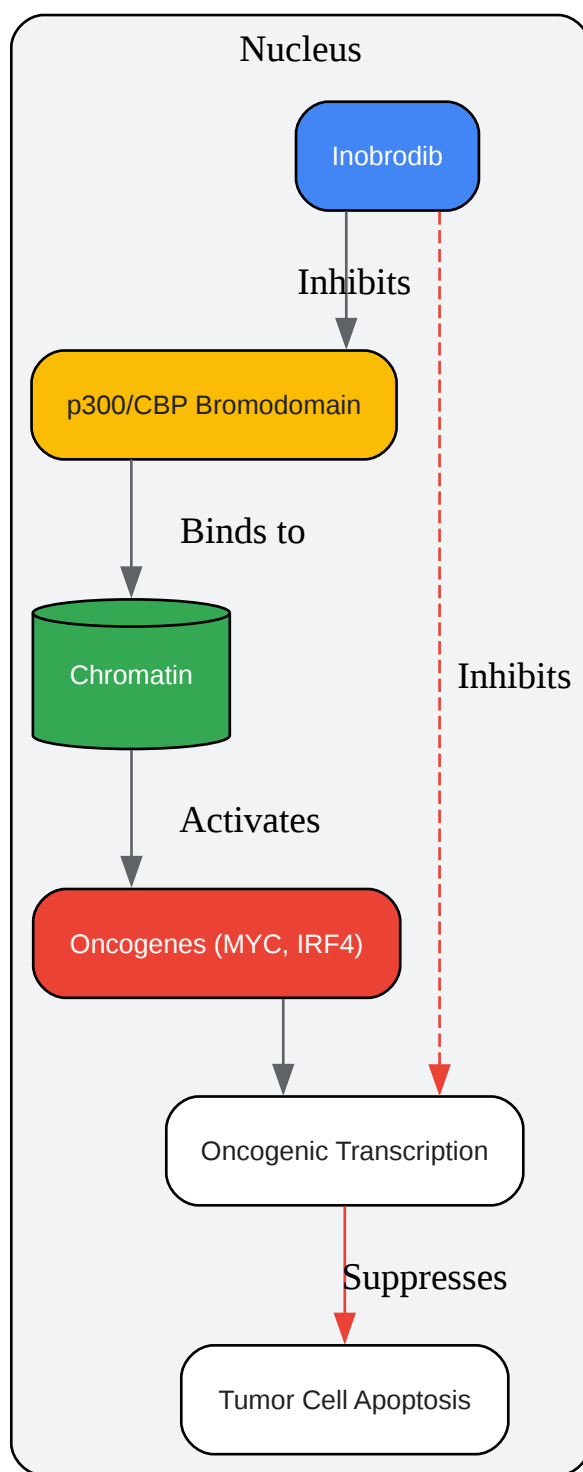 Nucleus
Inobrodib
Inhibits
p300/CBP Bromodomain
Binds to
Chromatin
Inhibits
Activates
Oncogenes (MYC, IRF4)
Oncogenic Transcription
Suppresses
Tumor Cell Apoptosis